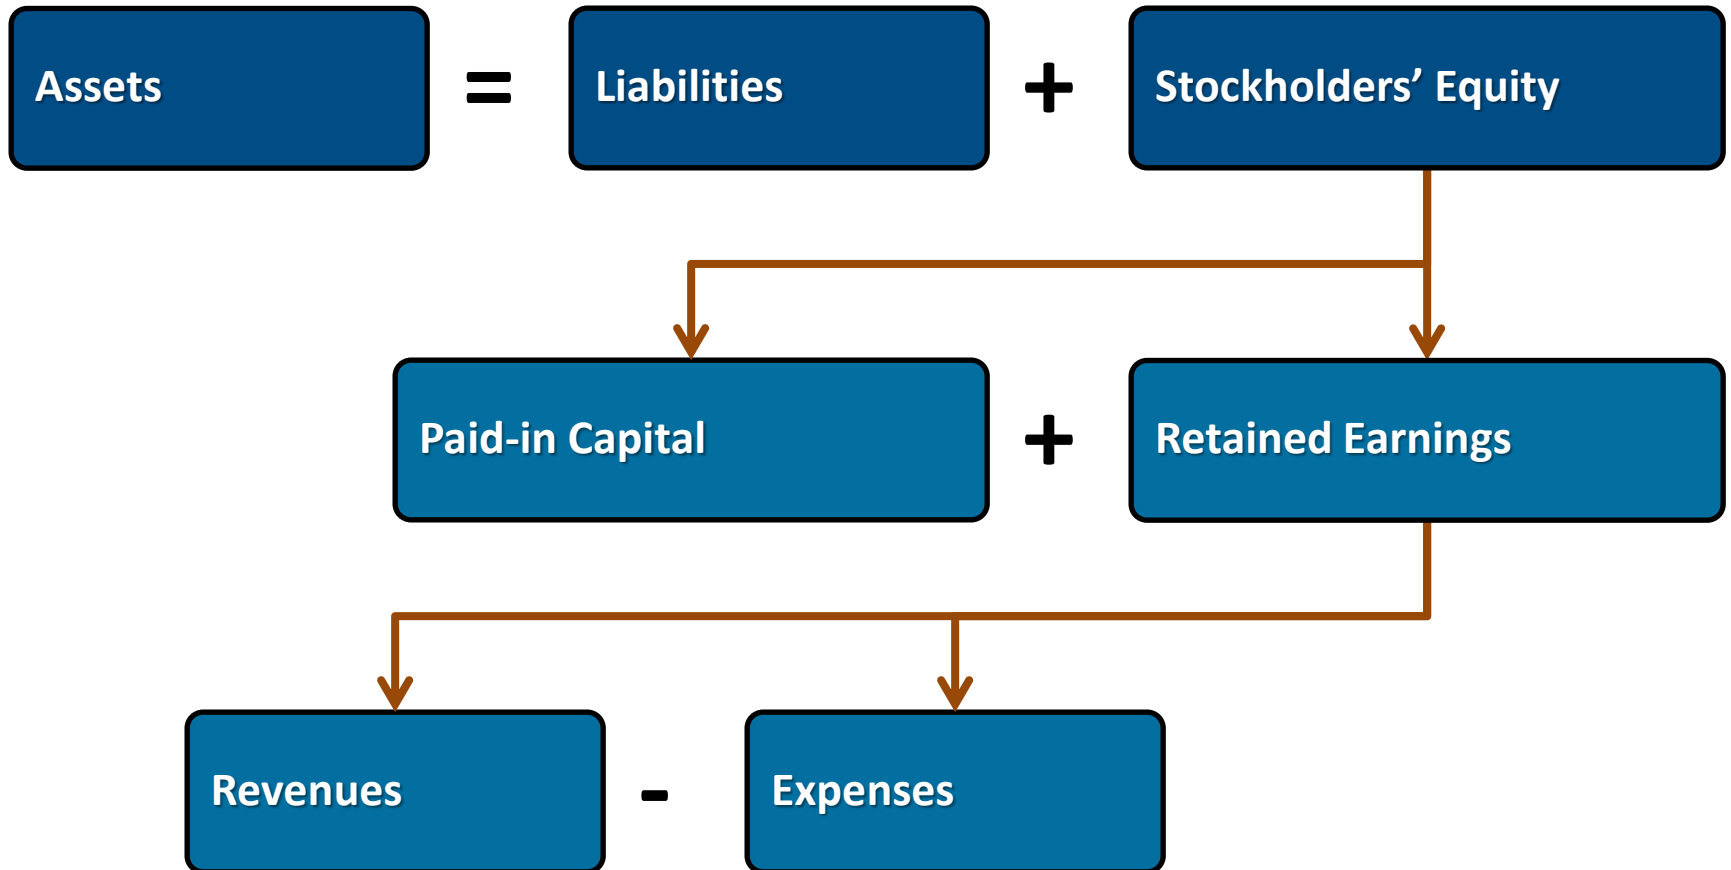 Assets = Liabilities + Stockholders’ Equity
Paid-in Capital + Retained Earnings
Revenues - Expenses